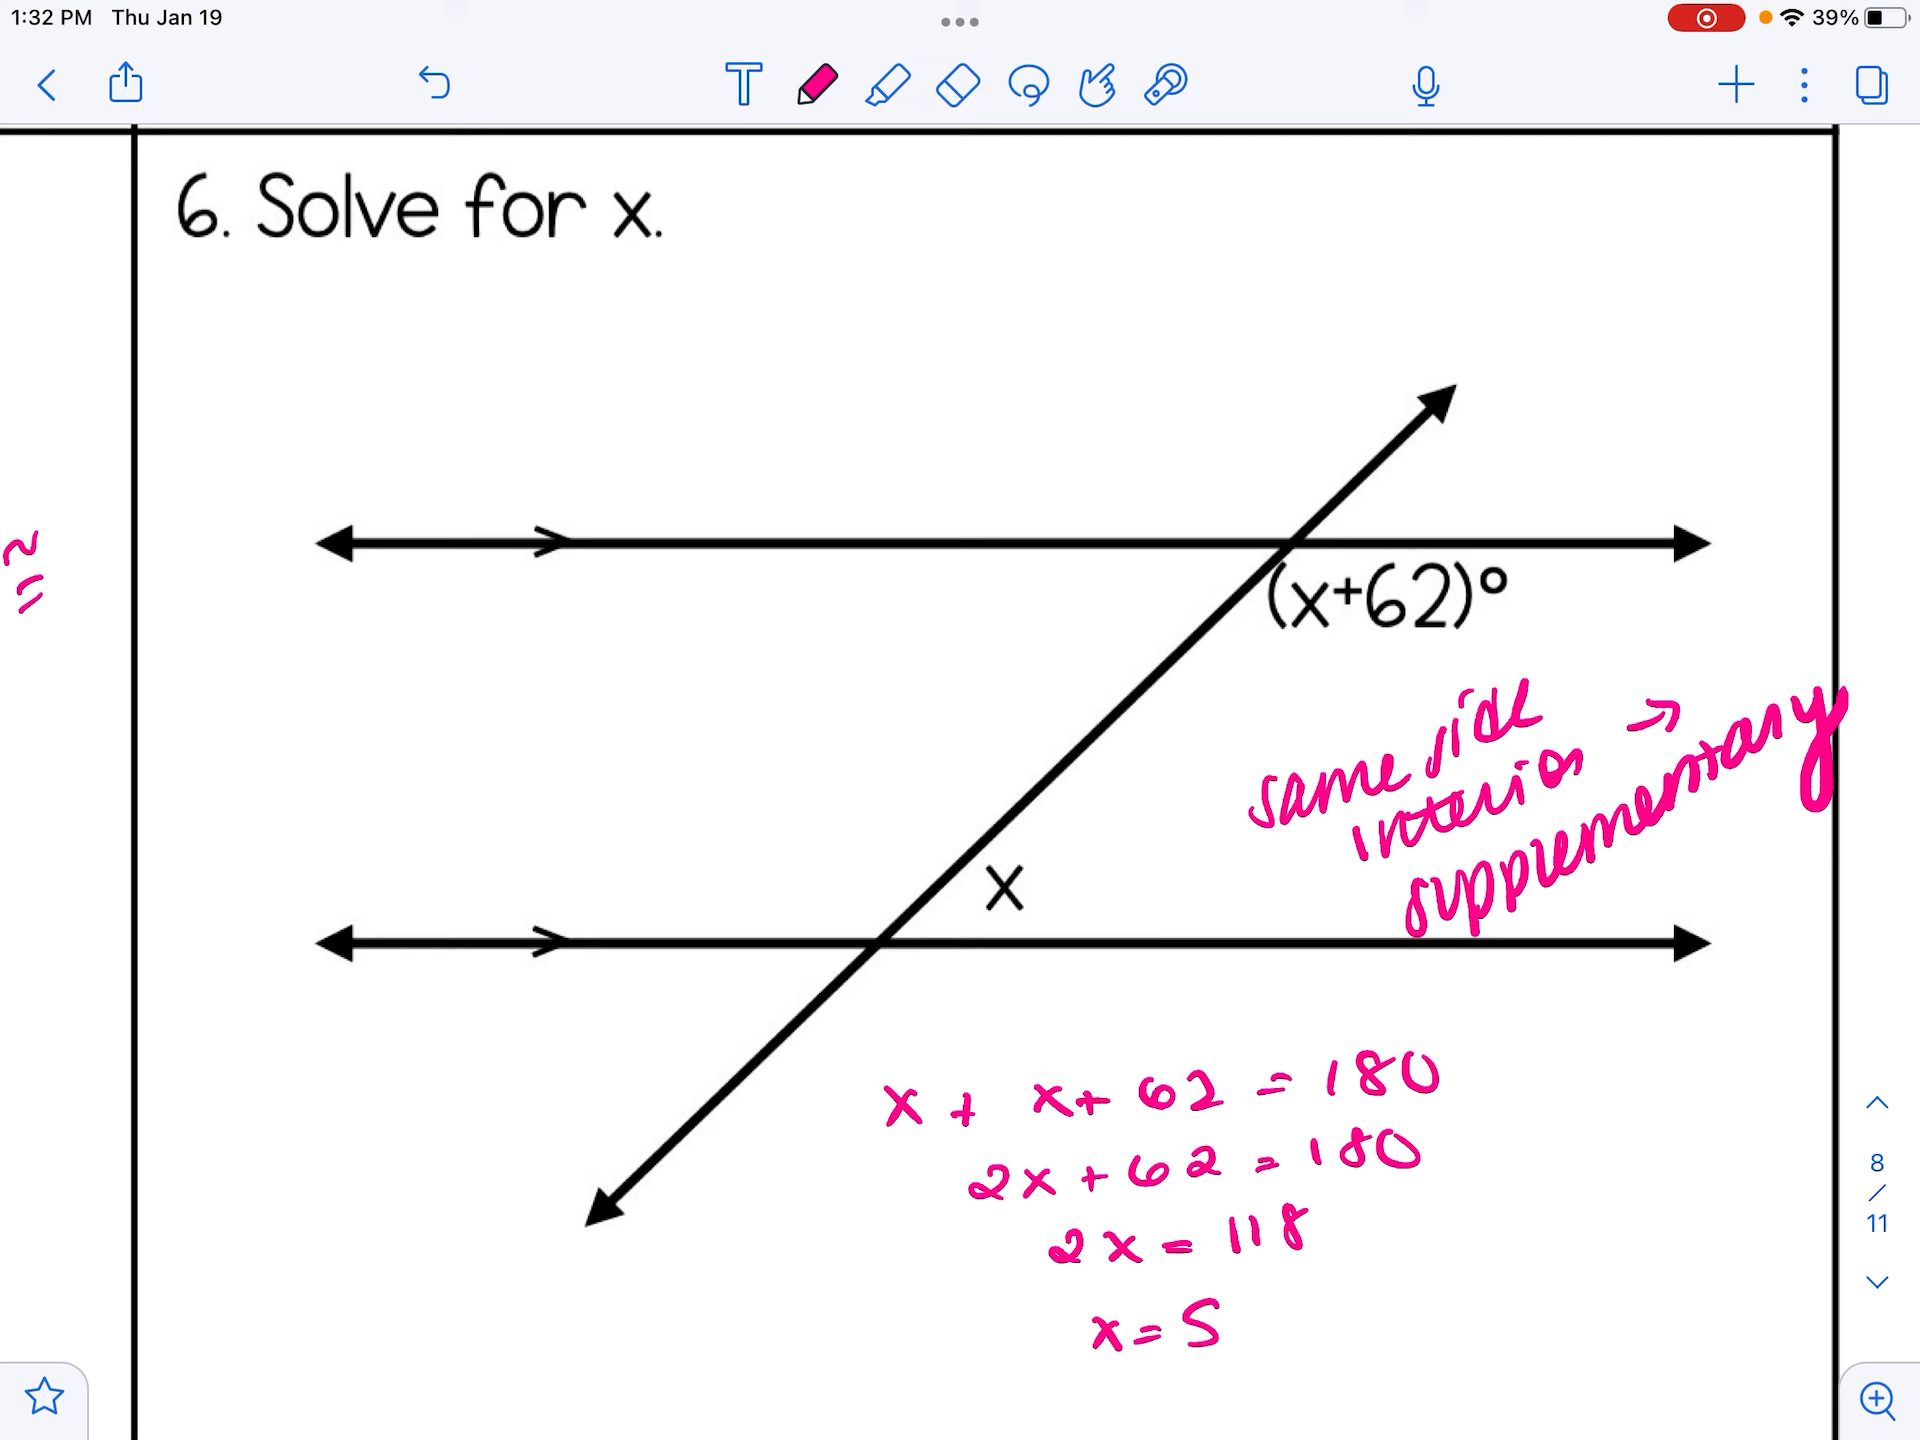 1:32 PM Thu Jan 19
39%
T
6. Solve for x.
(x+62)°
same side
interior →
supplementary
x
x + x+ 62 = 180
2x + 62 = 180
2x = 118
x = 5
8
/
11